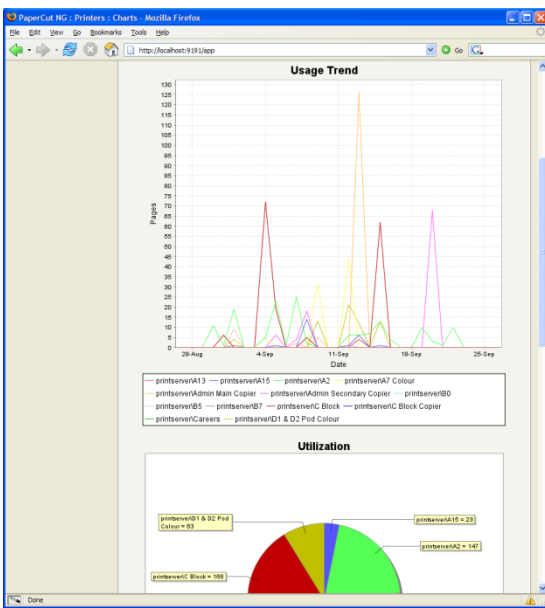 PaperCut NG : Printers : Charts - Mozilla Firefox
File Edit View Go Bookmarks Tools Help
http://localhost:9191/app
Go
Usage Trend
130
125
120
115
110
105
100
95
90
85
80
75
70
65
60
55
50
45
40
35
30
25
20
15
10
5
0
Pages
28-Aug 4-Sep 11-Sep 18-Sep 25-Sep
Date
printserver\A13 printserver\A15 printserver\A2 printserver\A7 Colour
printserver\Admin Main Copier printserver\Admin Secondary Copier printserver\B0
printserver\B5 printserver\B7 printserver\C Block printserver\C Block Copier
printserver\Careers printserver\D1 & D2 Pod Colour
Utilization
printserver\D1 & D2 Pod
Colour = 63
printserver\A15 = 23
printserver\A2 = 147
printserver\C Block = 168
Done